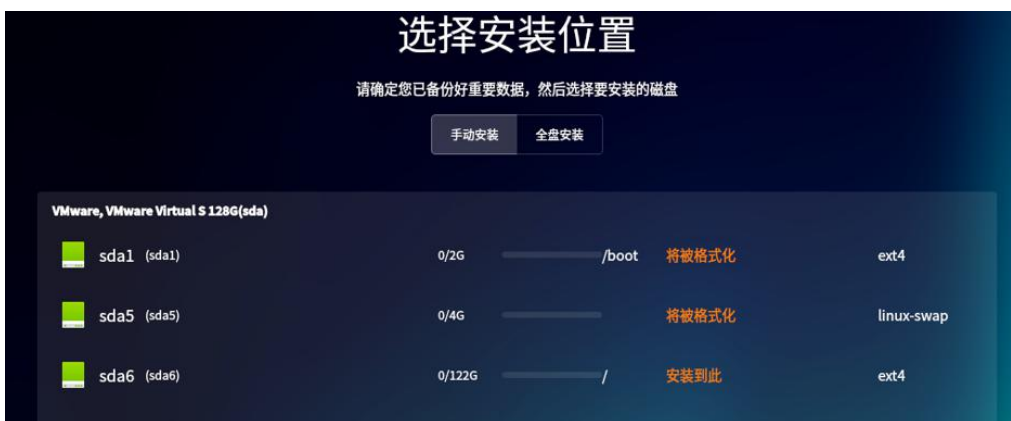 选择安装位置
请确定您已备份好重要数据，然后选择要安装的磁盘
手动安装 全盘安装
VMware, VMware Virtual S 128G(sda)
sda1 (sda1) 0/2G /boot 将被格式化 ext4
sda5 (sda5) 0/4G 将被格式化 linux-swap
sda6 (sda6) 0/122G / 安装到此 ext4